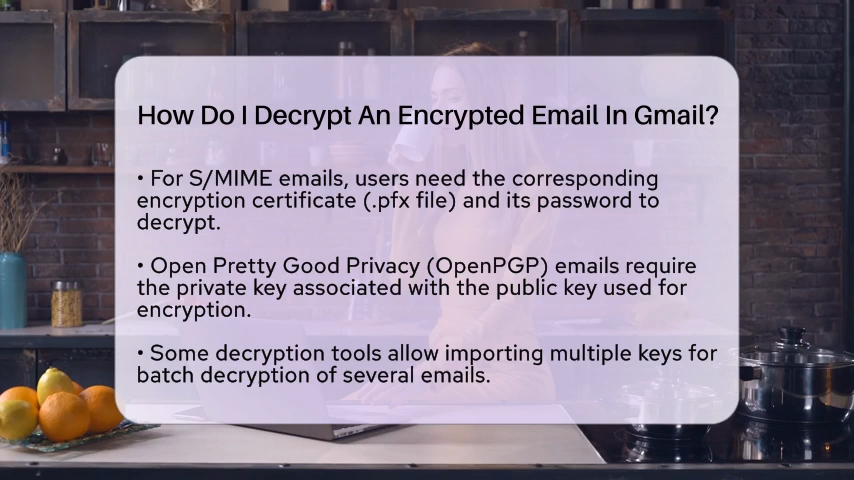 How Do I Decrypt An Encrypted Email In Gmail?
• For S/MIME emails, users need the corresponding
encryption certificate (.pfx file) and its password to
decrypt.
• Open Pretty Good Privacy (OpenPGP) emails require
the private key associated with the public key used for
encryption.
• Some decryption tools allow importing multiple keys for
batch decryption of several emails.